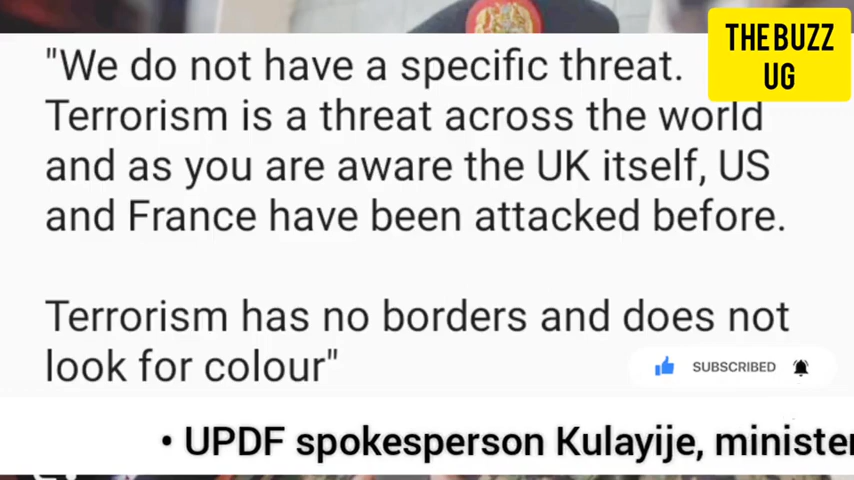 THE BUZZ
UG
"We do not have a specific threat.
Terrorism is a threat across the world
and as you are aware the UK itself, US
and France have been attacked before.
Terrorism has no borders and does not
look for colour"
SUBSCRIBED
• UPDF spokesperson Kulayije, minister